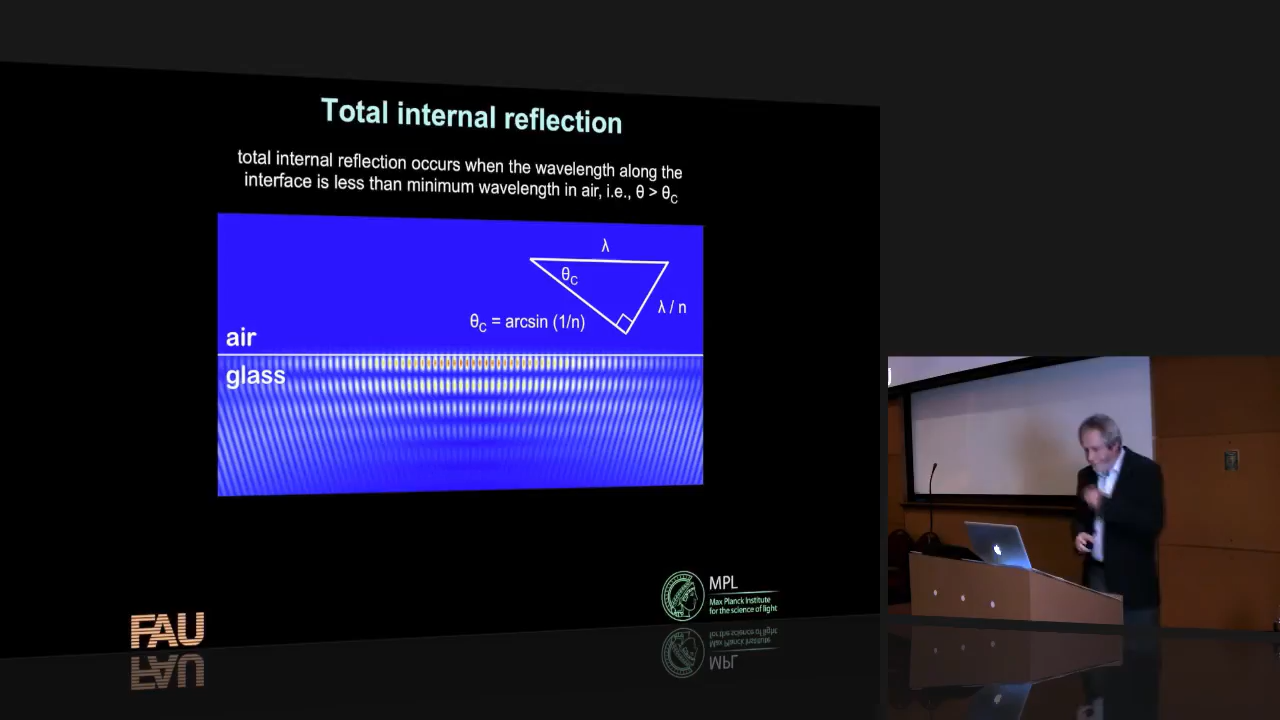 Total internal reflection
total internal reflection occurs when the wavelength along the
interface is less than minimum wavelength in air, i.e., θ > θC
λ
θC
λ / n
θC = arcsin (1/n)
air
glass
MPL
Max Planck Institute
for the science of light
FAU